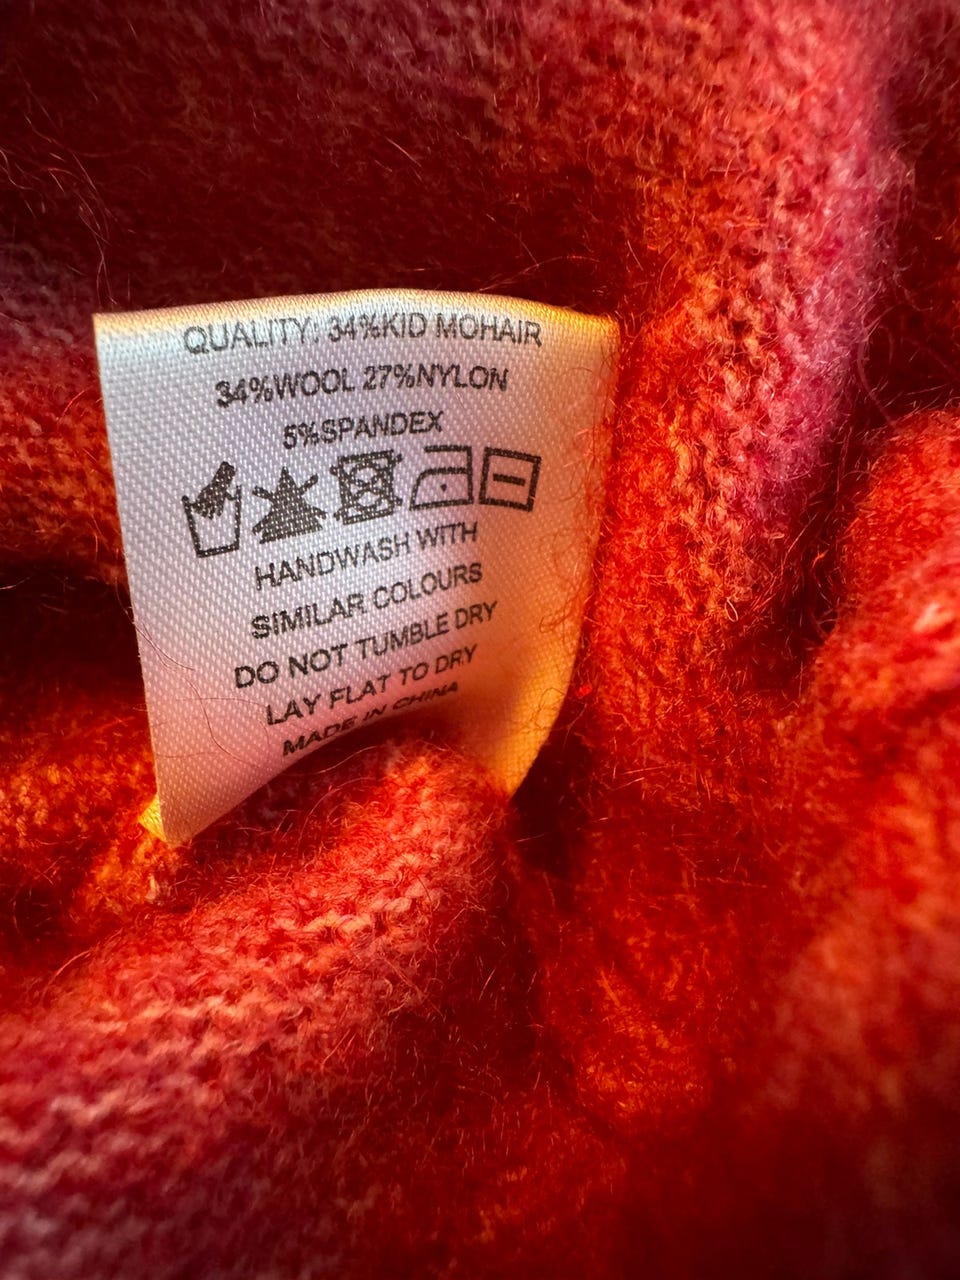 QUALITY: 34%KID MOHAIR
34%WOOL 27%NYLON
5%SPANDEX
HANDWASH WITH
SIMILAR COLOURS
DO NOT TUMBLE DRY
LAY FLAT TO DRY
MADE IN CHINA